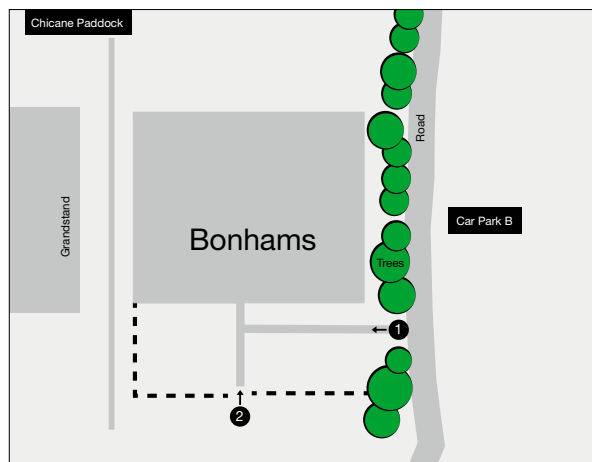 Chicane Paddock
Road
Grandstand
Bonhams
Car Park B
Trees
1
2